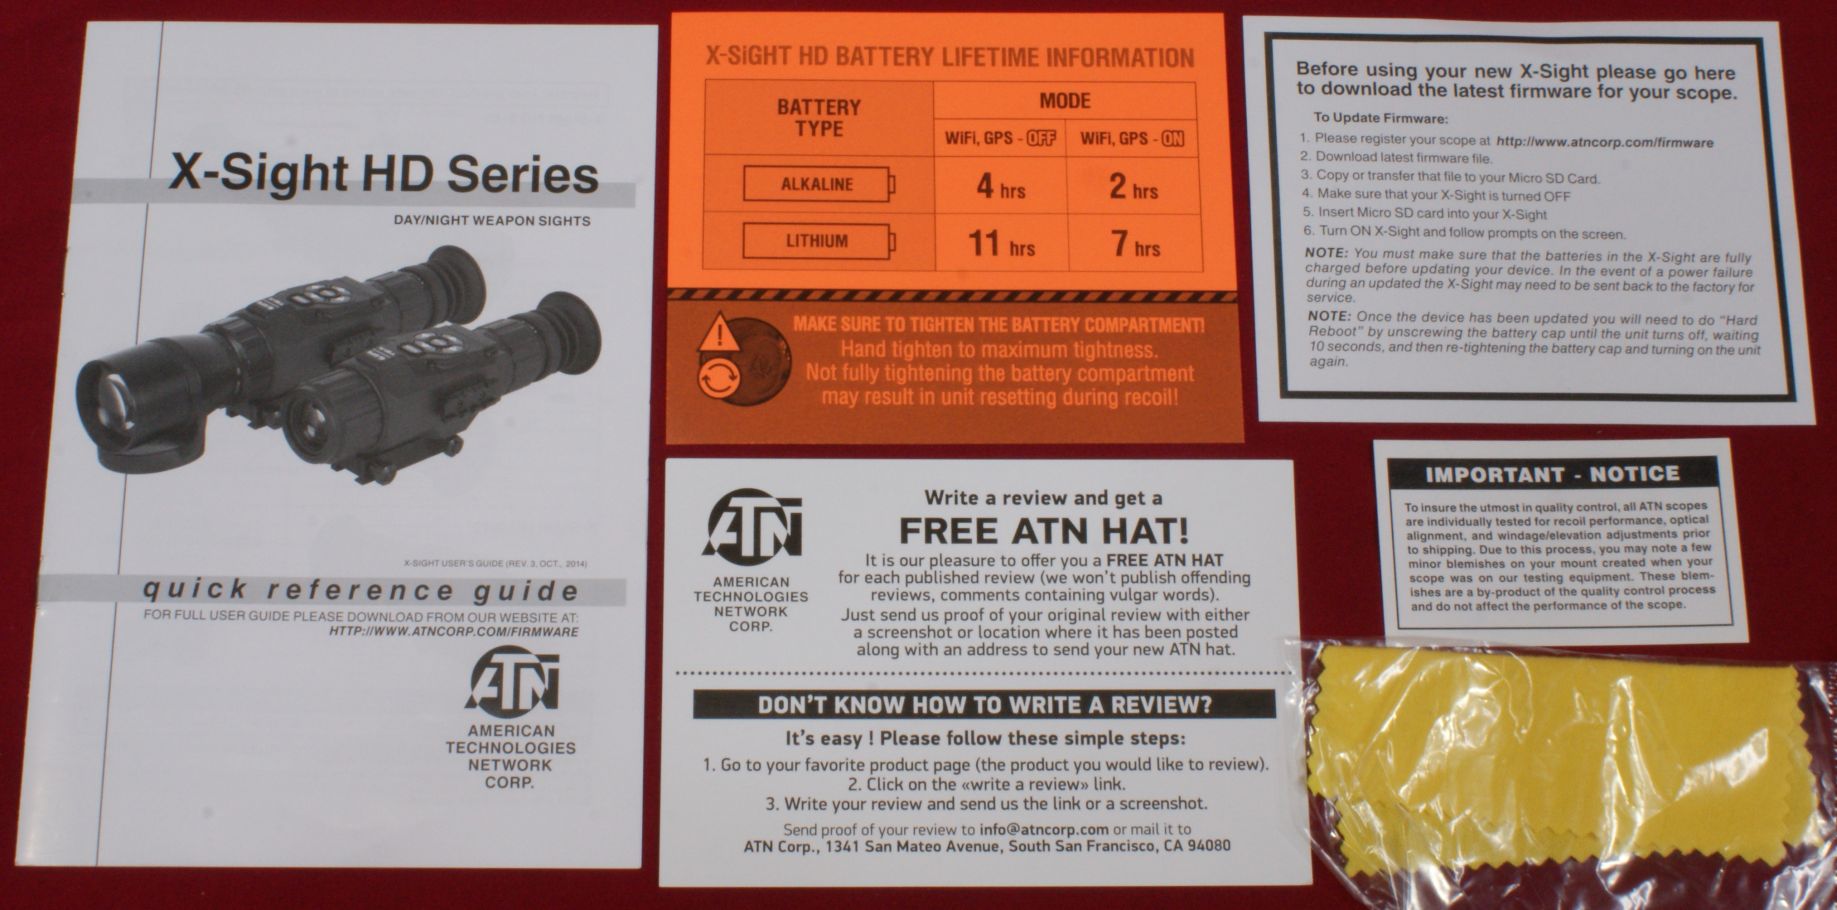 X-Sight HD Series
DAY/NIGHT WEAPON SIGHTS
X-SIGHT USER'S GUIDE (REV. 3, OCT., 2014)
quick reference guide
FOR FULL USER GUIDE PLEASE DOWNLOAD FROM OUR WEBSITE AT:
HTTP://WWW.ATNCORP.COM/FIRMWARE
ATN
AMERICAN
TECHNOLOGIES
NETWORK
CORP.
X-SiGHT HD BATTERY LIFETIME INFORMATION
BATTERY
TYPE
MODE
WiFi, GPS - OFF
WiFi, GPS - ON
ALKALINE
4 hrs
2 hrs
LITHIUM
11 hrs
7 hrs
MAKE SURE TO TIGHTEN THE BATTERY COMPARTMENT!
Hand tighten to maximum tightness.
Not fully tightening the battery compartment
may result in unit resetting during recoil!
ATN
AMERICAN
TECHNOLOGIES
NETWORK
CORP.
Write a review and get a
FREE ATN HAT!
It is our pleasure to offer you a FREE ATN HAT
for each published review (we won't publish offending
reviews, comments containing vulgar words).
Just send us proof of your original review with either
a screenshot or location where it has been posted
along with an address to send your new ATN hat.
DON'T KNOW HOW TO WRITE A REVIEW?
It's easy ! Please follow these simple steps:
1. Go to your favorite product page (the product you would like to review).
2. Click on the «write a review» link.
3. Write your review and send us the link or a screenshot.
Send proof of your review to info@atncorp.com or mail it to
ATN Corp., 1341 San Mateo Avenue, South San Francisco, CA 94080
Before using your new X-Sight please go here
to download the latest firmware for your scope.
To Update Firmware:
1. Please register your scope at http://www.atncorp.com/firmware
2. Download latest firmware file.
3. Copy or transfer that file to your Micro SD Card.
4. Make sure that your X-Sight is turned OFF
5. Insert Micro SD card into your X-Sight
6. Turn ON X-Sight and follow prompts on the screen.
NOTE: You must make sure that the batteries in the X-Sight are fully
charged before updating your device. In the event of a power failure
during an updated the X-Sight may need to be sent back to the factory for
service.
NOTE: Once the device has been updated you will need to do "Hard
Reboot" by unscrewing the battery cap until the unit turns off, waiting
10 seconds, and then re-tightening the battery cap and turning on the unit
again.
IMPORTANT - NOTICE
To insure the utmost in quality control, all ATN scopes
are individually tested for recoil performance, optical
alignment, and windage/elevation adjustments prior
to shipping. Due to this process, you may note a few
minor blemishes on your mount created when your
scope was on our testing equipment. These blem-
ishes are a by-product of the quality control process
and do not affect the performance of the scope.